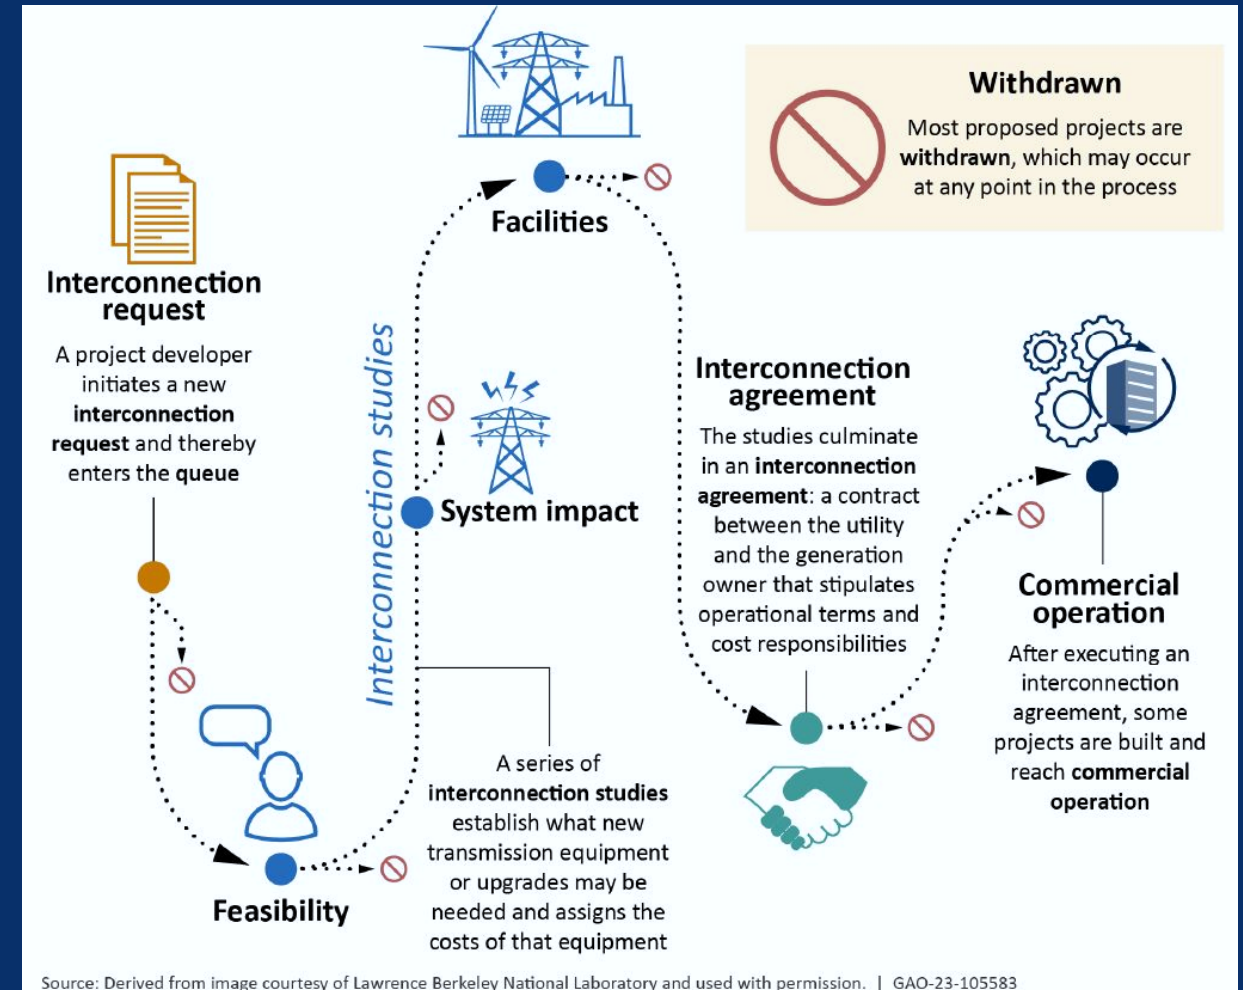 Withdrawn
Most proposed projects are
withdrawn, which may occur
at any point in the process
Facilities
Interconnection
request
A project developer
initiates a new
interconnection
request and thereby
enters the queue
Interconnection studies
System impact
Interconnection
agreement
The studies culminate
in an interconnection
agreement: a contract
between the utility
and the generation
owner that stipulates
operational terms and
cost responsibilities
Commercial
operation
After executing an
interconnection
agreement, some
projects are built and
reach commercial
operation
A series of
interconnection studies
establish what new
transmission equipment
or upgrades may be
needed and assigns the
costs of that equipment
Feasibility
Source: Derived from image courtesy of Lawrence Berkeley National Laboratory and used with permission. | GAO-23-105583